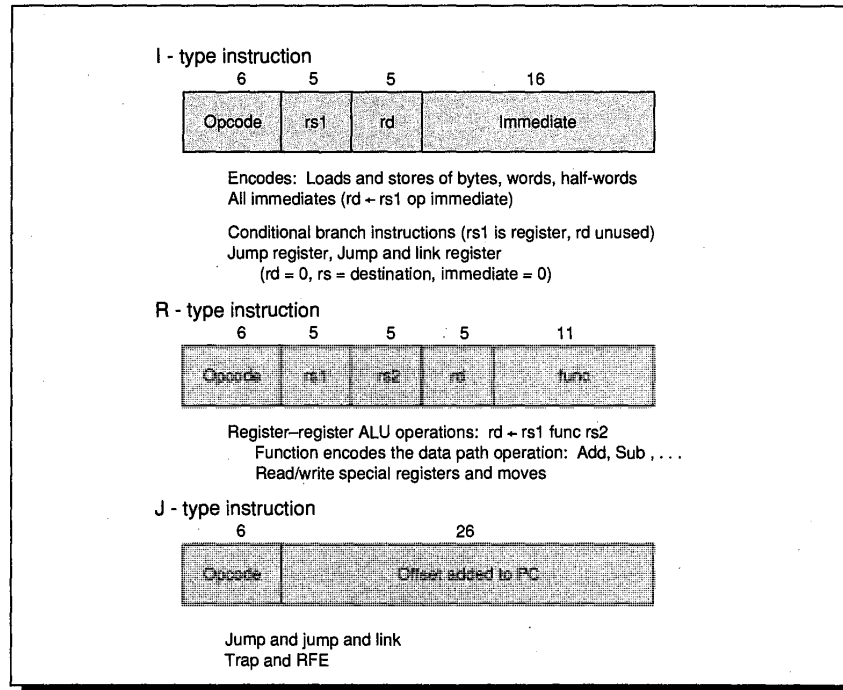 I - type instruction
6 5 5 16
Opcode rs1 rd Immediate
Encodes: Loads and stores of bytes, words, half-words
All immediates (rd ← rs1 op immediate)
Conditional branch instructions (rs1 is register, rd unused)
Jump register, Jump and link register
(rd = 0, rs = destination, immediate = 0)
R - type instruction
6 5 5 5 11
Opcode rs1 rs2 rd func
Register–register ALU operations: rd ← rs1 func rs2
Function encodes the data path operation: Add, Sub , . . .
Read/write special registers and moves
J - type instruction
6 26
Opcode Offset added to PC
Jump and jump and link
Trap and RFE